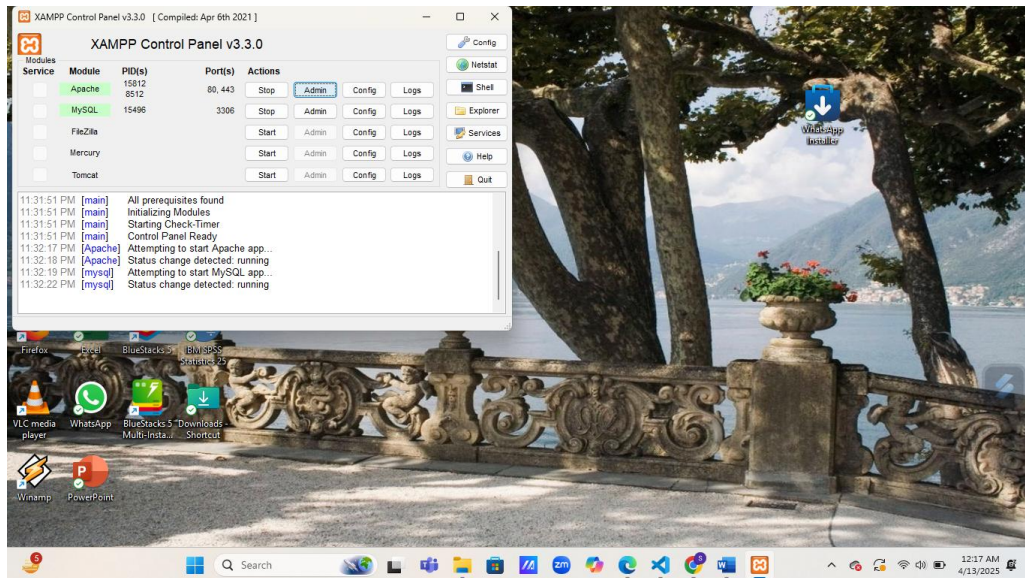 XAMPP Control Panel v3.3.0 [ Compiled: Apr 6th 2021 ]
XAMPP Control Panel v3.3.0
Config
Modules
Service Module PID(s) Port(s) Actions
Netstat
Apache 15812 8512 80, 443 Stop Admin Config Logs
Shell
MySQL 15496 3306 Stop Admin Config Logs
Explorer
FileZilla Start Admin Config Logs
Services
Mercury Start Admin Config Logs
Help
Tomcat Start Admin Config Logs
Quit
11:31:51 PM [main] All prerequisites found
11:31:51 PM [main] Initializing Modules
11:31:51 PM [main] Starting Check-Timer
11:31:51 PM [main] Control Panel Ready
11:32:17 PM [Apache] Attempting to start Apache app...
11:32:18 PM [Apache] Status change detected: running
11:32:19 PM [mysql] Attempting to start MySQL app...
11:32:22 PM [mysql] Status change detected: running
WhatsApp
Installer
Firefox Excel BlueStacks 5 IBM SPSS
Statistics 25
VLC media WhatsApp BlueStacks 5 Downloads -
player Multi-Insta... Shortcut
Winamp PowerPoint
5
Search
zm
12:17 AM
4/13/2025